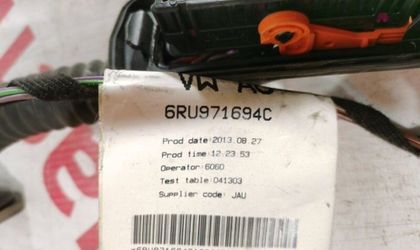 VW AG
6RU971694C
Prod date:2013.08.27
Prod time:12:23:53
Operator:6060
Test table:041303
Supplier code: JAU